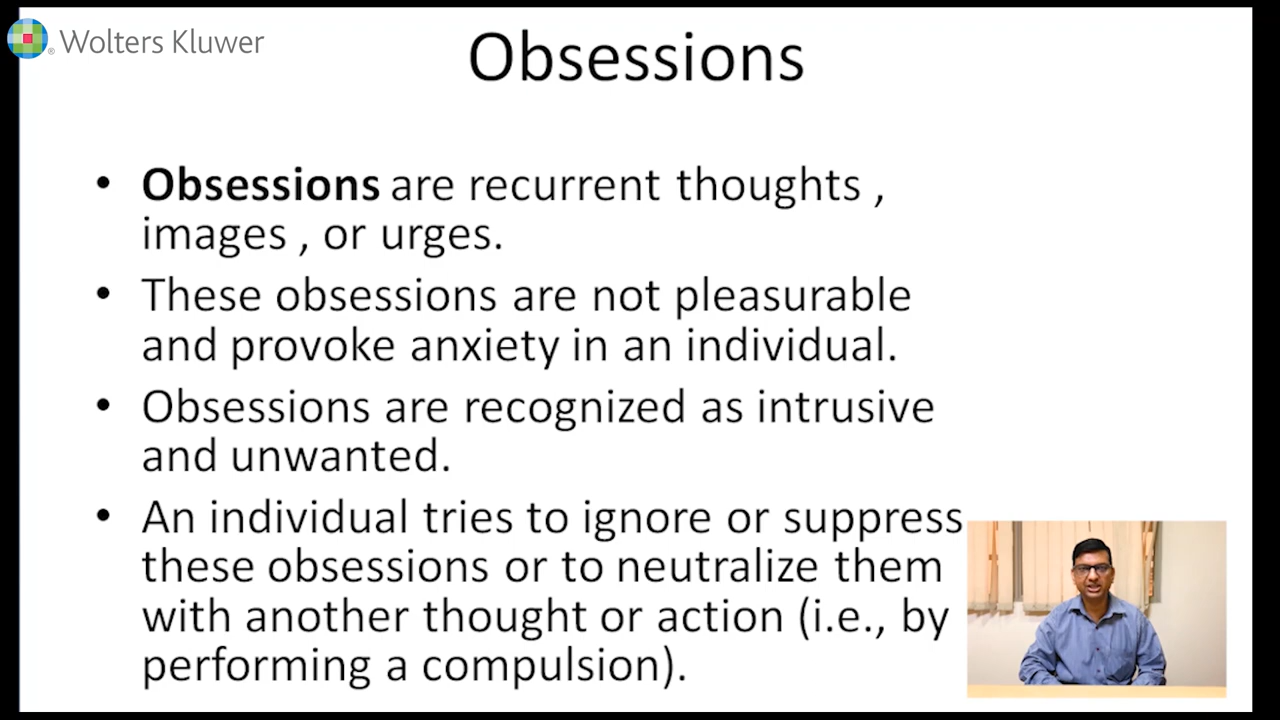 Wolters Kluwer
Obsessions
• Obsessions are recurrent thoughts ,
images , or urges.
• These obsessions are not pleasurable
and provoke anxiety in an individual.
• Obsessions are recognized as intrusive
and unwanted.
• An individual tries to ignore or suppress
these obsessions or to neutralize them
with another thought or action (i.e., by
performing a compulsion).